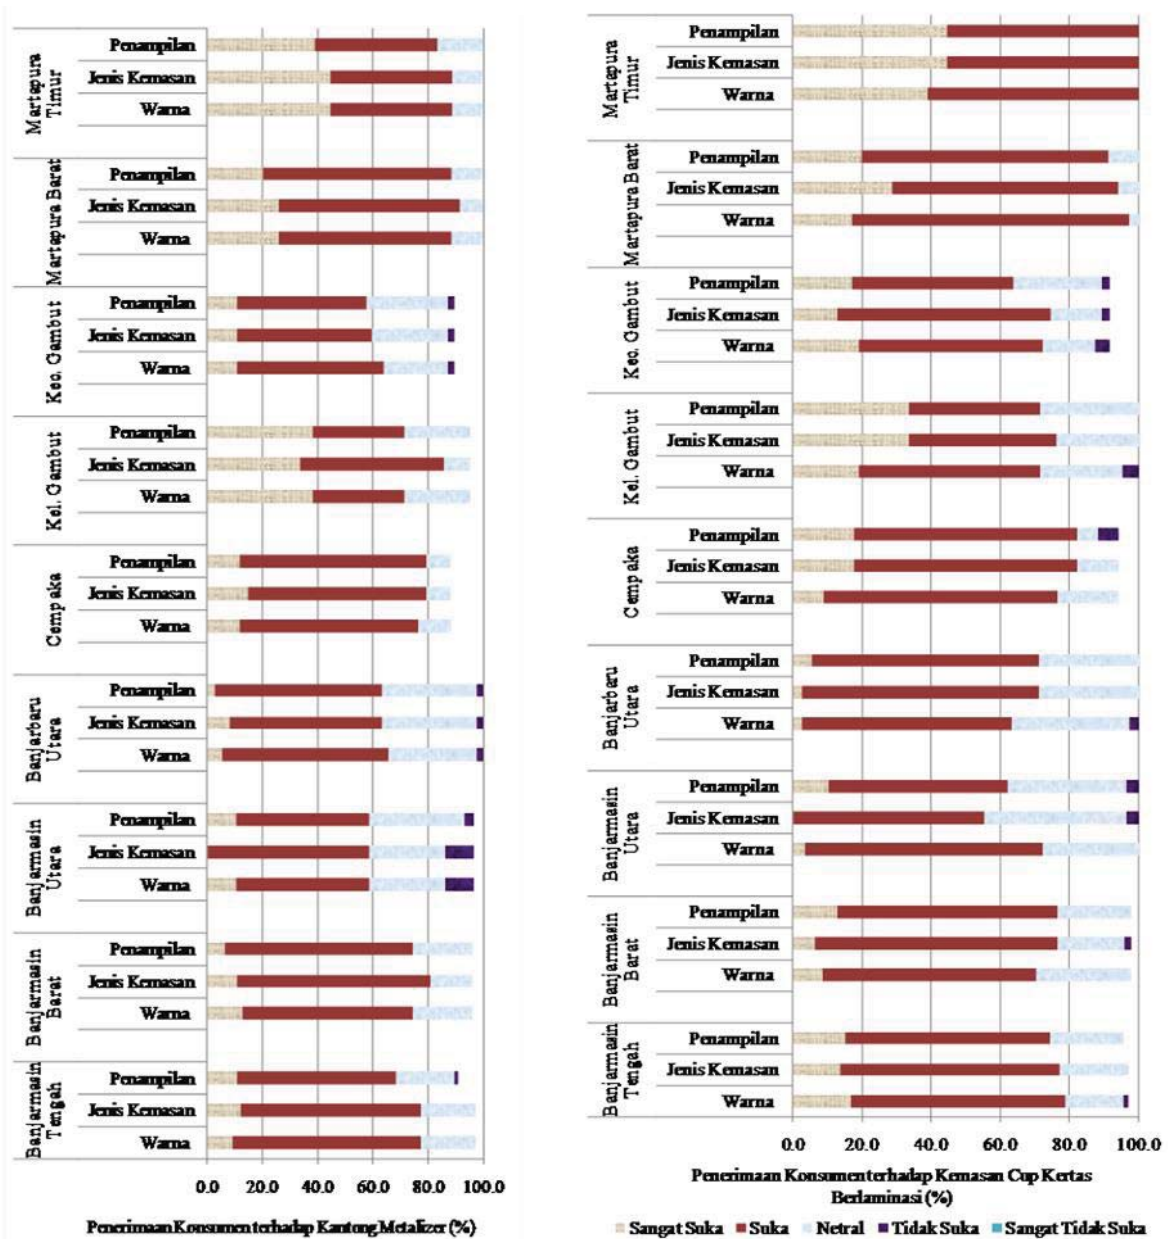 Martapura Timur
Penampilan
Jenis Kemasan
Warna
Martapura Barat
Penampilan
Jenis Kemasan
Warna
Kec. Gambut
Penampilan
Jenis Kemasan
Warna
Kel. Gambut
Penampilan
Jenis Kemasan
Warna
Cempaka
Penampilan
Jenis Kemasan
Warna
Banjarbaru Utara
Penampilan
Jenis Kemasan
Warna
Banjarmasin Utara
Penampilan
Jenis Kemasan
Warna
Banjarmasin Barat
Penampilan
Jenis Kemasan
Warna
Banjarmasin Tengah
Penampilan
Jenis Kemasan
Warna
0.0 20.0 40.0 60.0 80.0 100.0
Penerimaan Konsumen terhadap Kantong Metalizer (%)
Martapura Timur
Penampilan
Jenis Kemasan
Warna
Martapura Barat
Penampilan
Jenis Kemasan
Warna
Kec. Gambut
Penampilan
Jenis Kemasan
Warna
Kel. Gambut
Penampilan
Jenis Kemasan
Warna
Cempaka
Penampilan
Jenis Kemasan
Warna
Banjarbaru Utara
Penampilan
Jenis Kemasan
Warna
Banjarmasin Utara
Penampilan
Jenis Kemasan
Warna
Banjarmasin Barat
Penampilan
Jenis Kemasan
Warna
Banjarmasin Tengah
Penampilan
Jenis Kemasan
Warna
0.0 20.0 40.0 60.0 80.0 100.0
Penerimaan Konsumen terhadap Kemasan Cup Kertas
Berlaminasi (%)
Sangat Suka Suka Netral Tidak Suka Sangat Tidak Suka